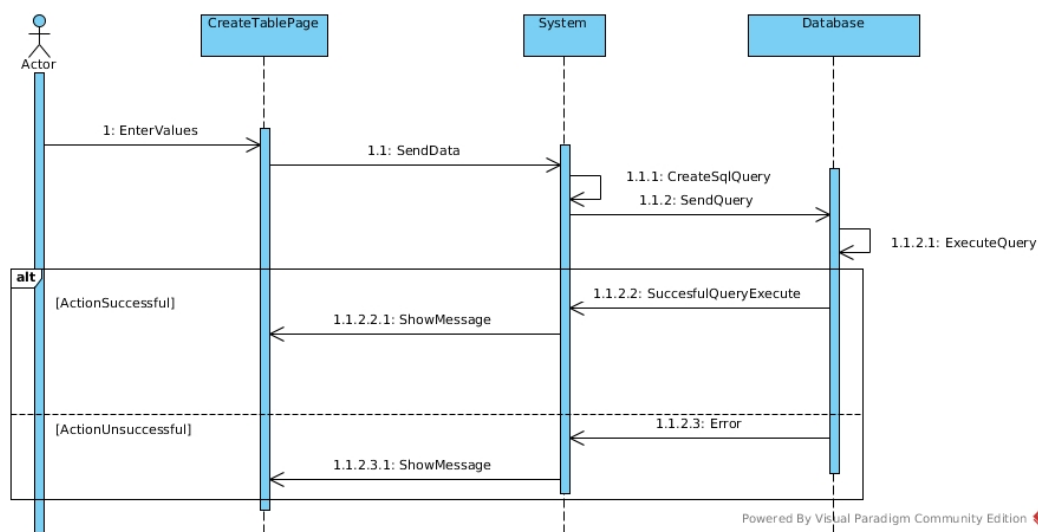 CreateTablePage
System
Database
Actor
1: EnterValues
1.1: SendData
1.1.1: CreateSqlQuery
1.1.2: SendQuery
1.1.2.1: ExecuteQuery
alt
[ActionSuccessful]
1.1.2.2: SuccesfulQueryExecute
1.1.2.2.1: ShowMessage
[ActionUnsuccessful]
1.1.2.3: Error
1.1.2.3.1: ShowMessage
Powered By Visual Paradigm Community Edition